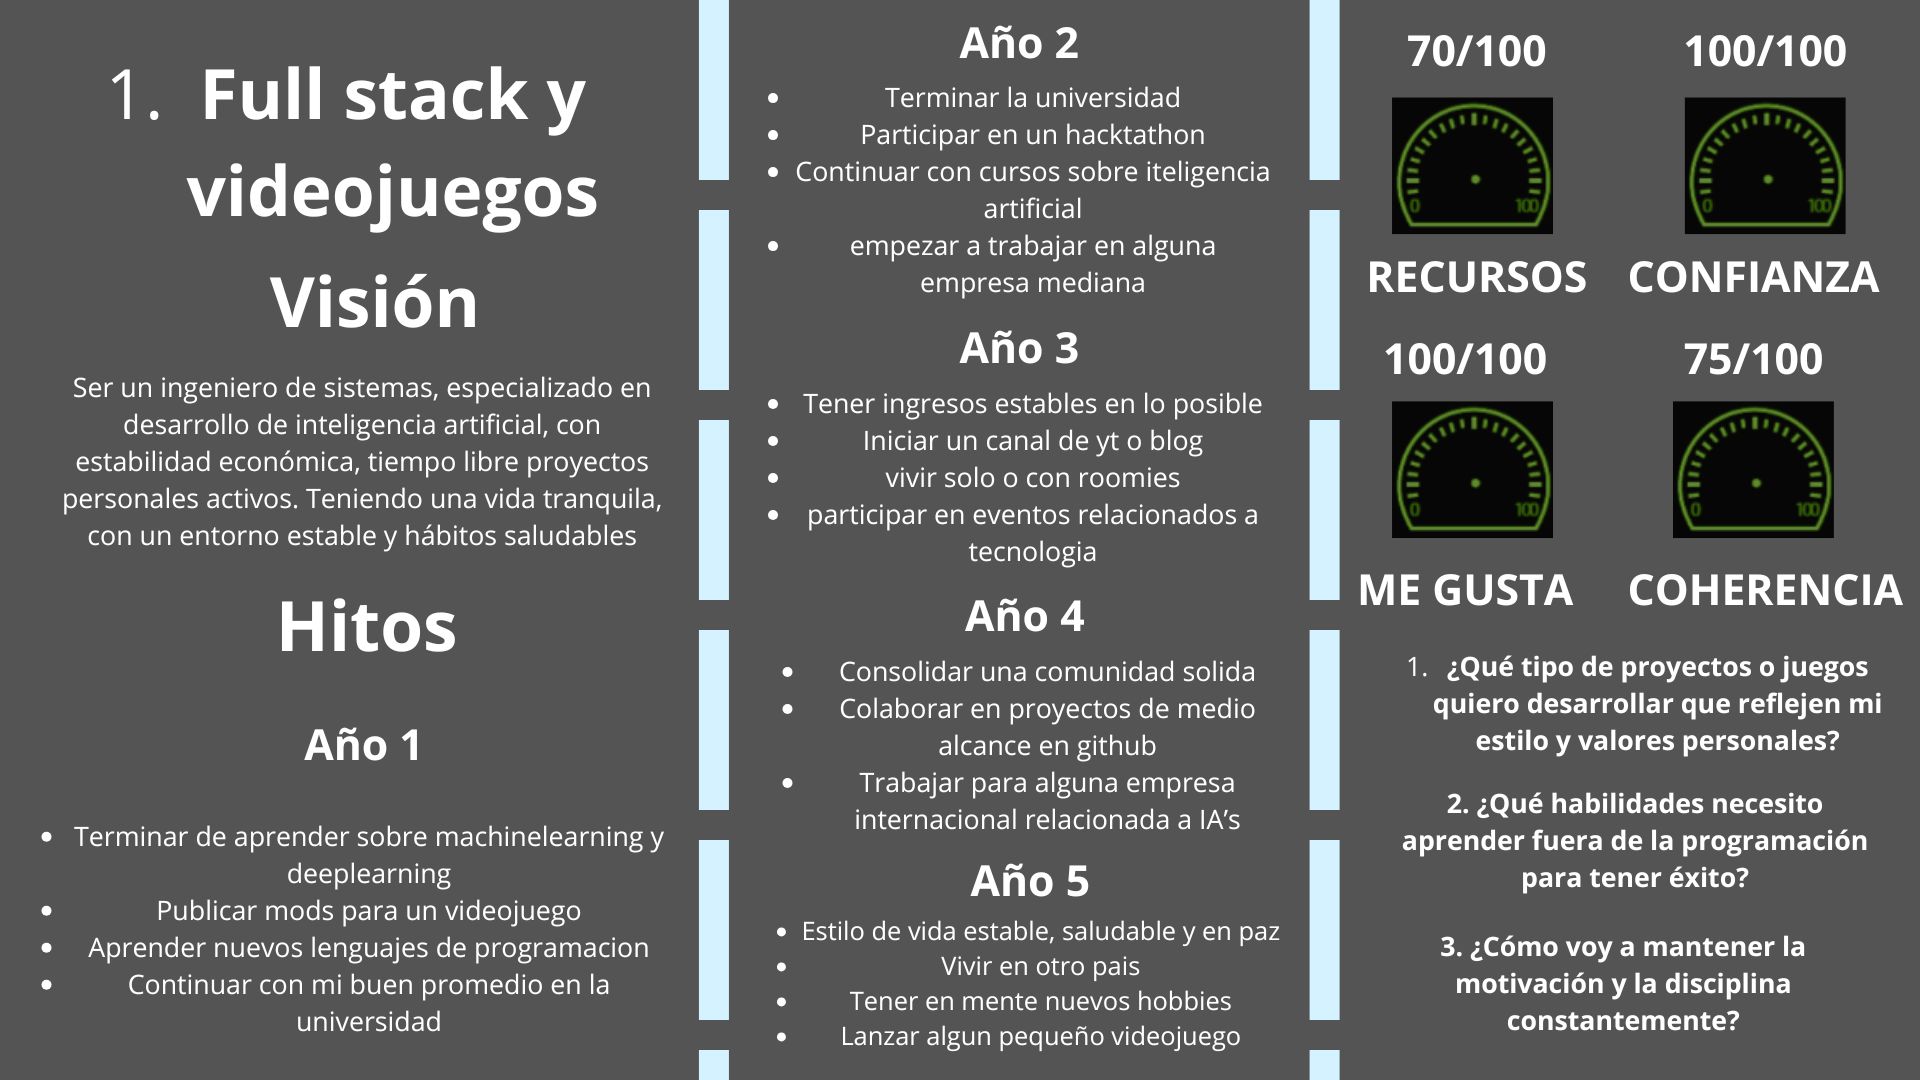 1. Full stack y
videojuegos
Visión
Ser un ingeniero de sistemas, especializado en
desarrollo de inteligencia artificial, con
estabilidad económica, tiempo libre proyectos
personales activos. Teniendo una vida tranquila,
con un entorno estable y hábitos saludables
Hitos
Año 1
• Terminar de aprender sobre machinelearning y
deeplearning
• Publicar mods para un videojuego
• Aprender nuevos lenguajes de programacion
• Continuar con mi buen promedio en la
universidad
Año 2
• Terminar la universidad
• Participar en un hacktathon
• Continuar con cursos sobre iteligencia
artificial
• empezar a trabajar en alguna
empresa mediana
Año 3
• Tener ingresos estables en lo posible
• Iniciar un canal de yt o blog
• vivir solo o con roomies
• participar en eventos relacionados a
tecnologia
Año 4
• Consolidar una comunidad solida
• Colaborar en proyectos de medio
alcance en github
• Trabajar para alguna empresa
internacional relacionada a IA’s
Año 5
• Estilo de vida estable, saludable y en paz
• Vivir en otro pais
• Tener en mente nuevos hobbies
• Lanzar algun pequeño videojuego
70/100 100/100
0 100 0 100
RECURSOS CONFIANZA
100/100 75/100
0 100 0 100
ME GUSTA COHERENCIA
1. ¿Qué tipo de proyectos o juegos
quiero desarrollar que reflejen mi
estilo y valores personales?
2. ¿Qué habilidades necesito
aprender fuera de la programación
para tener éxito?
3. ¿Cómo voy a mantener la
motivación y la disciplina
constantemente?